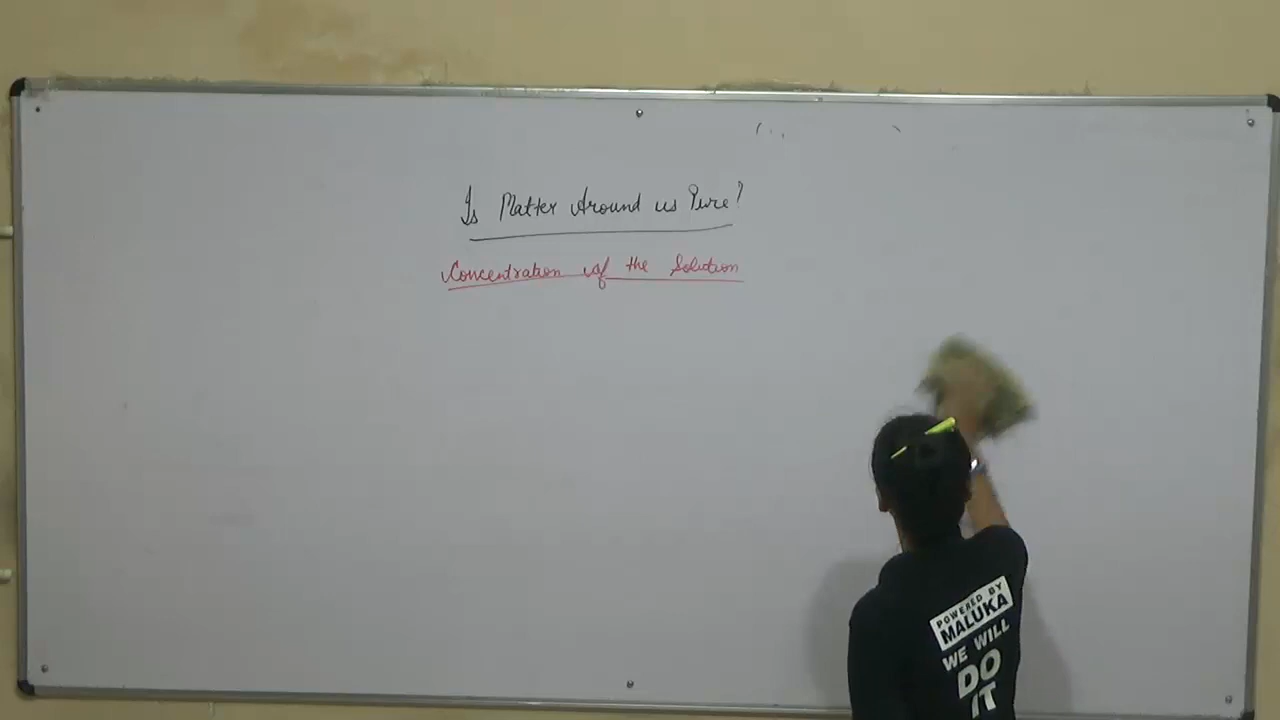 Is Matter Around us Pure?
Concentration of the Solution
POWERED BY
MALUKA
WE WILL
DO
IT